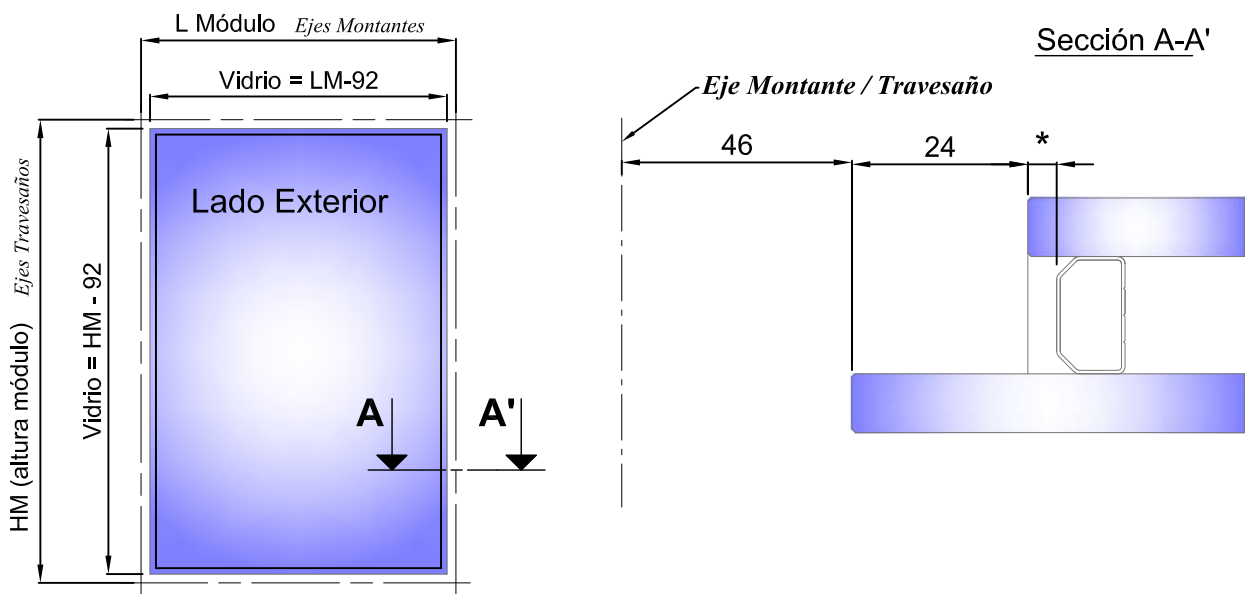 L Módulo Ejes Montantes
Vidrio = LM-92
HM (altura módulo) Ejes Travesaños
Vidrio = HM - 92
Lado Exterior
A
A'
Sección A-A'
Eje Montante / Travesaño
46
24
*